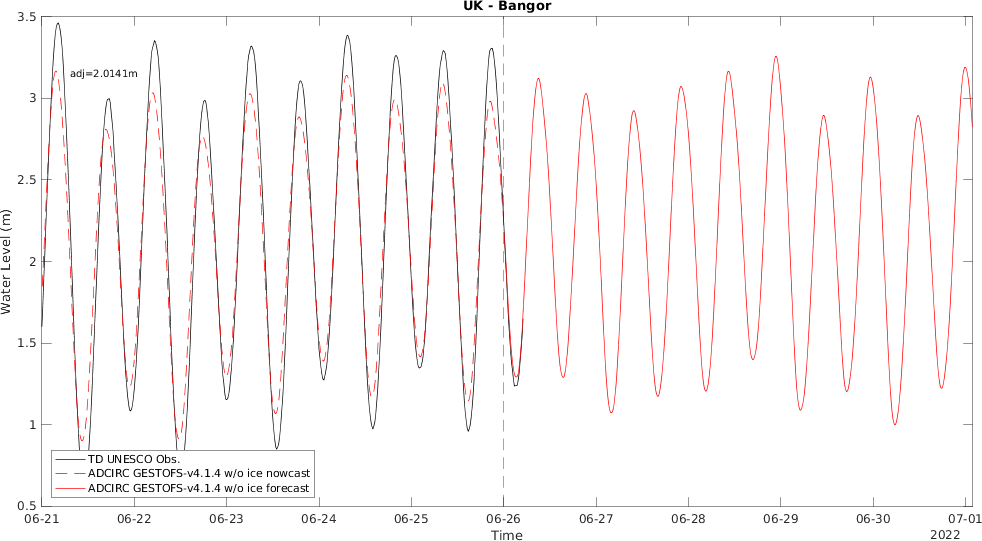 UK - Bangor
adj=2.0141m
Water Level (m)
3.5
3
2.5
2
1.5
1
0.5
TD UNESCO Obs.
ADCIRC GESTOFS-v4.1.4 w/o ice nowcast
ADCIRC GESTOFS-v4.1.4 w/o ice forecast
06-21 06-22 06-23 06-24 06-25 06-26 06-27 06-28 06-29 06-30 07-01
Time
2022